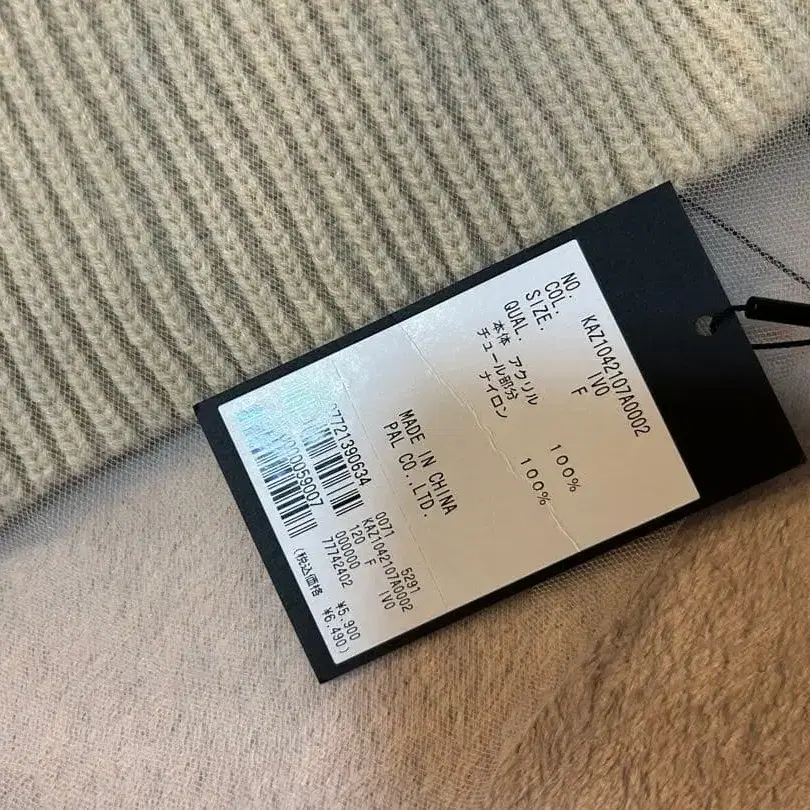 NO. KAZ1042107A0002
COL. IVO
SIZE. F
QUAL.
本体 アクリル 100%
チュール部分
ナイロン 100%
MADE IN CHINA
PAL CO.,LTD.
7721390634
0059007
0071 5291
KAZ1042107A0002
120 F IVO
000000
77742402
¥5,900
(税込価格 ¥6,490)